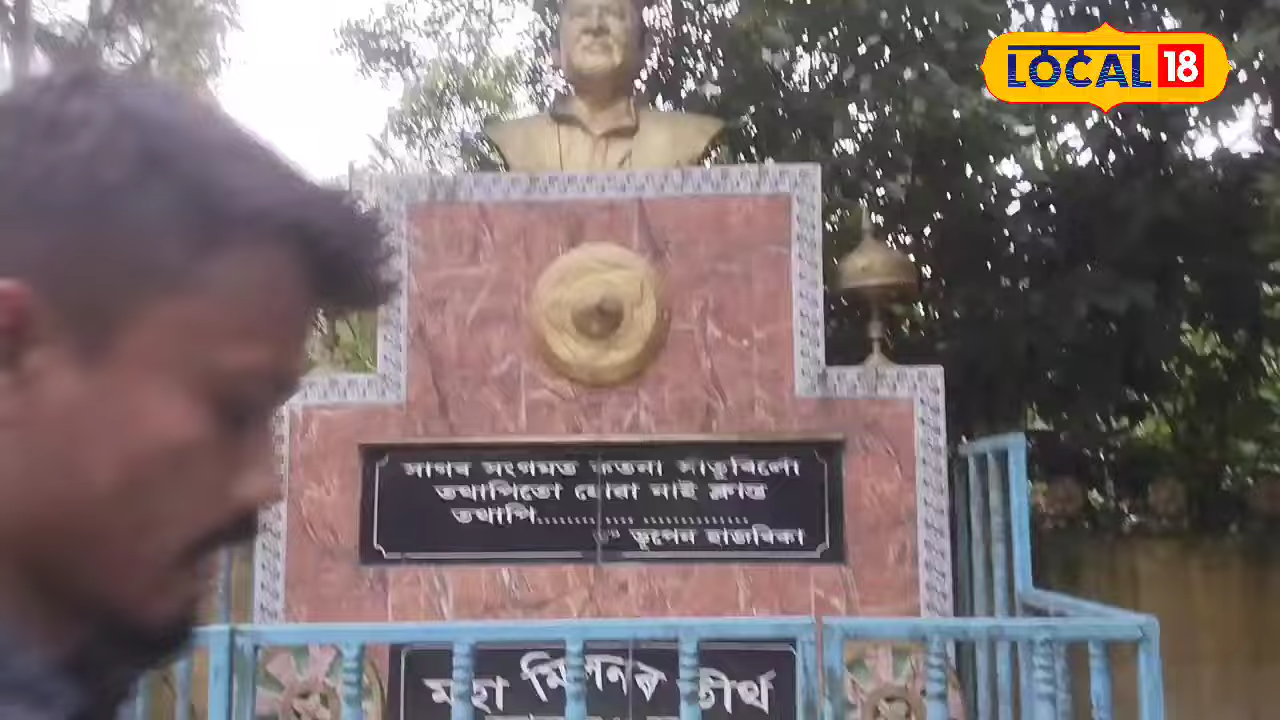 LOCAL 18
সাগৰ সংগমত কতনা সাঁতুৰিলো
তথাপিতো হোৱা নাই ক্লান্ত
তথাপি...............................
ড° ভূপেন হাজৰিকা
মহা মিলনৰ তীৰ্থ